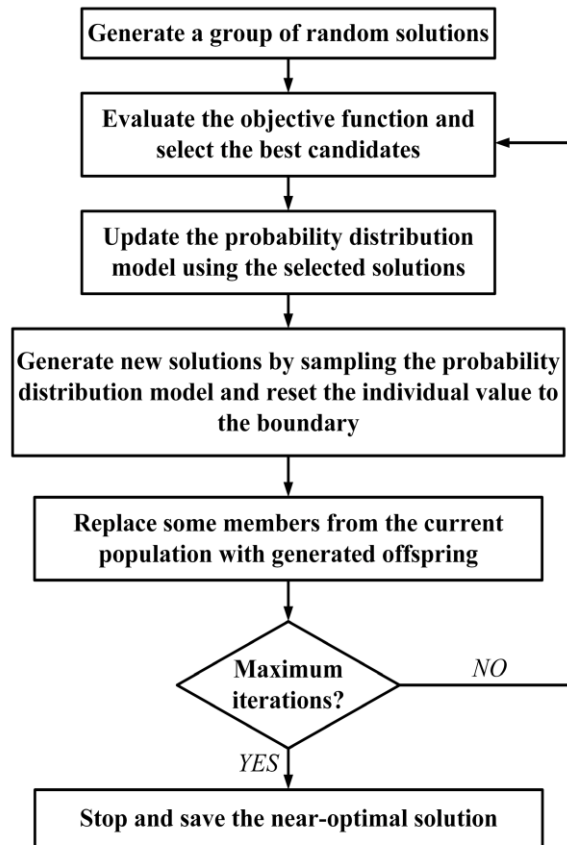 Generate a group of random solutions
Evaluate the objective function and
select the best candidates
Update the probability distribution
model using the selected solutions
Generate new solutions by sampling the probability
distribution model and reset the individual value to
the boundary
Replace some members from the current
population with generated offspring
Maximum
iterations?
NO
YES
Stop and save the near-optimal solution